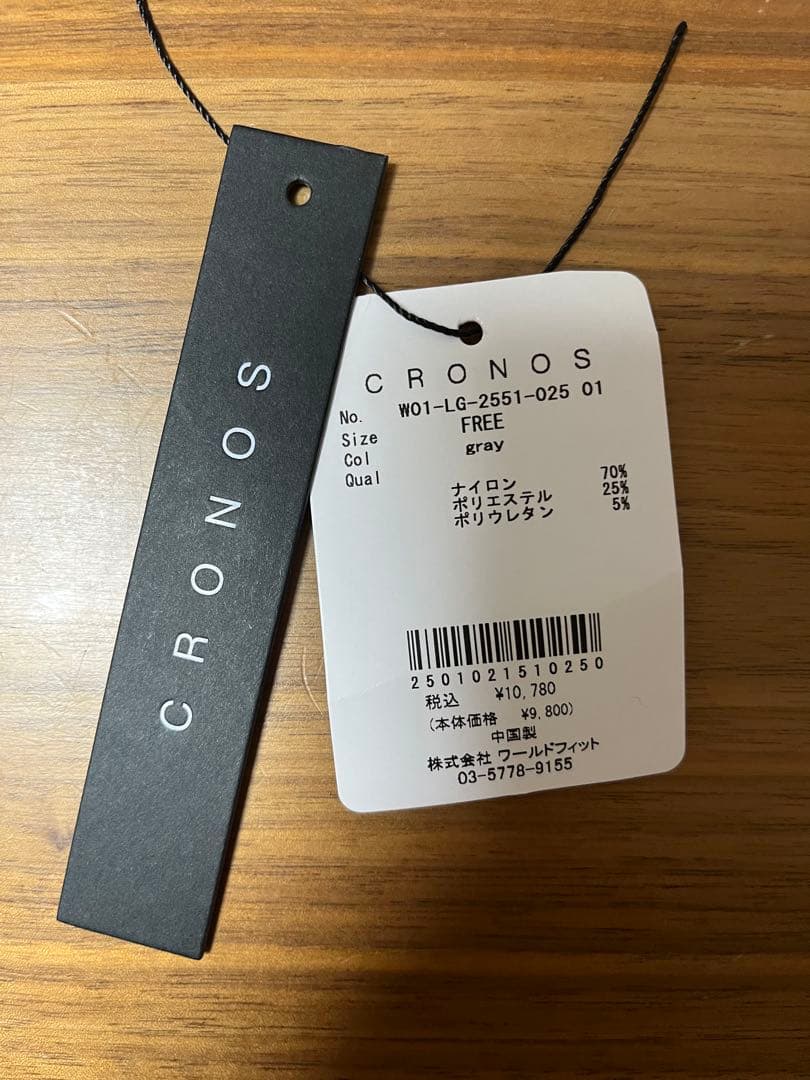 CRONOS
CRONOS
No. W01-LG-2551-025 01
Size FREE
Col gray
Qual
ナイロン 70%
ポリエステル 25%
ポリウレタン 5%
2501021510250
税込 ¥10,780
(本体価格 ¥9,800)
中国製
株式会社 ワールドフィット
03-5778-9155